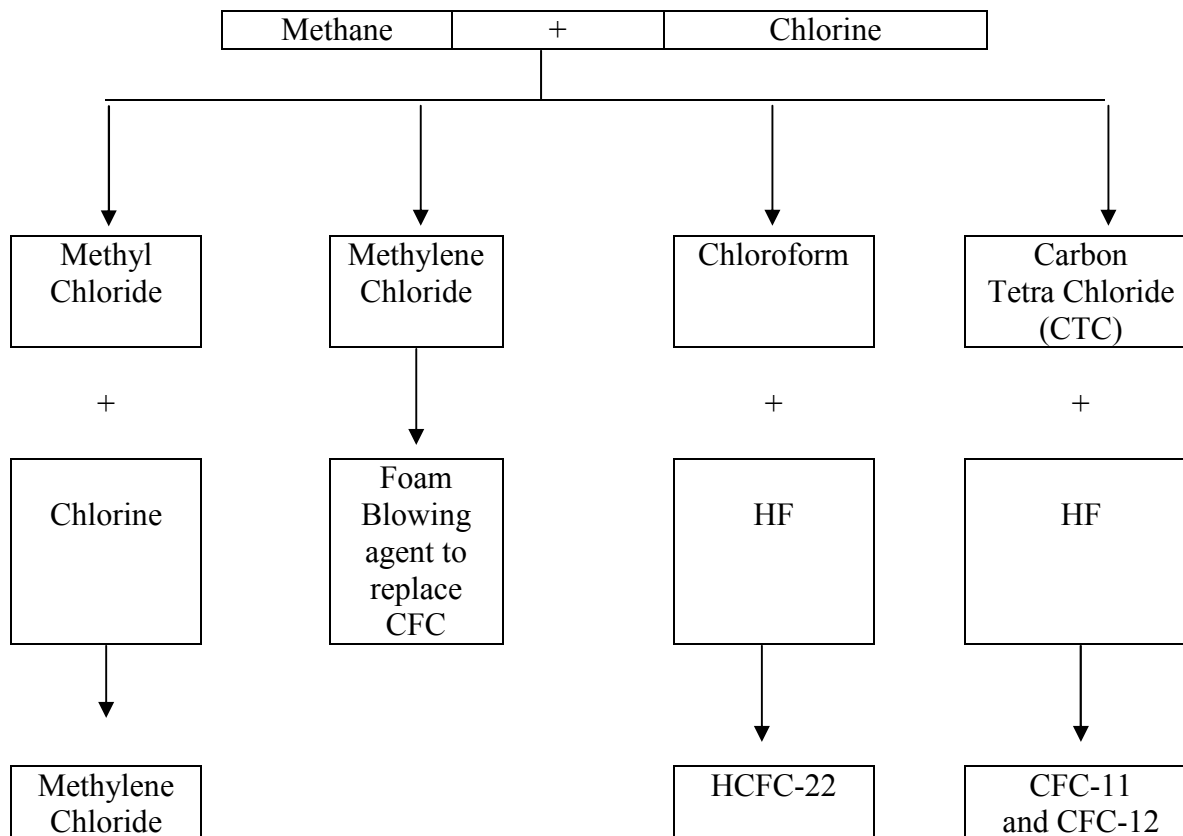 Methane + Chlorine
Methyl
Chloride
Methylene
Chloride
Chloroform
Carbon
Tetra Chloride
(CTC)
+
+
+
Chlorine
Foam
Blowing
agent to
replace
CFC
HF
HF
Methylene
Chloride
HCFC-22
CFC-11
and CFC-12